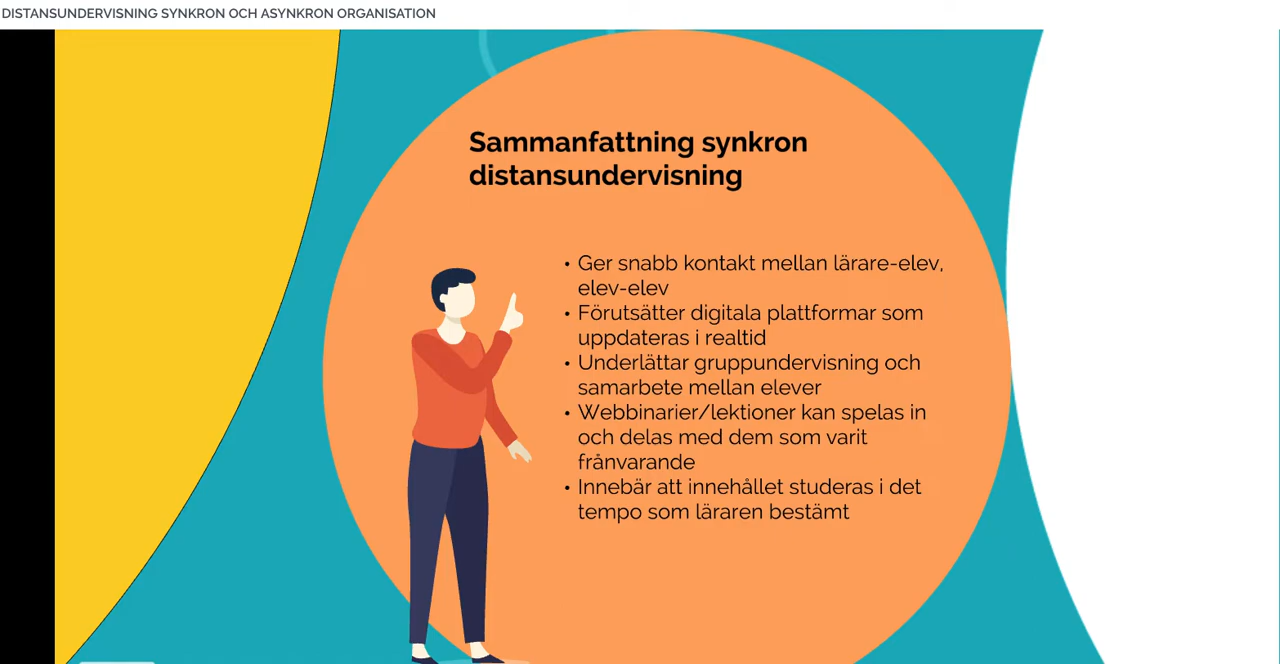 DISTANSUNDERVISNING SYNKRON OCH ASYNKRON ORGANISATION
Sammanfattning synkron
distansundervisning
• Ger snabb kontakt mellan lärare-elev,
elev-elev
• Förutsätter digitala plattformar som
uppdateras i realtid
• Underlättar gruppundervisning och
samarbete mellan elever
• Webbinarier/lektioner kan spelas in
och delas med dem som varit
frånvarande
• Innebär att innehållet studeras i det
tempo som läraren bestämt